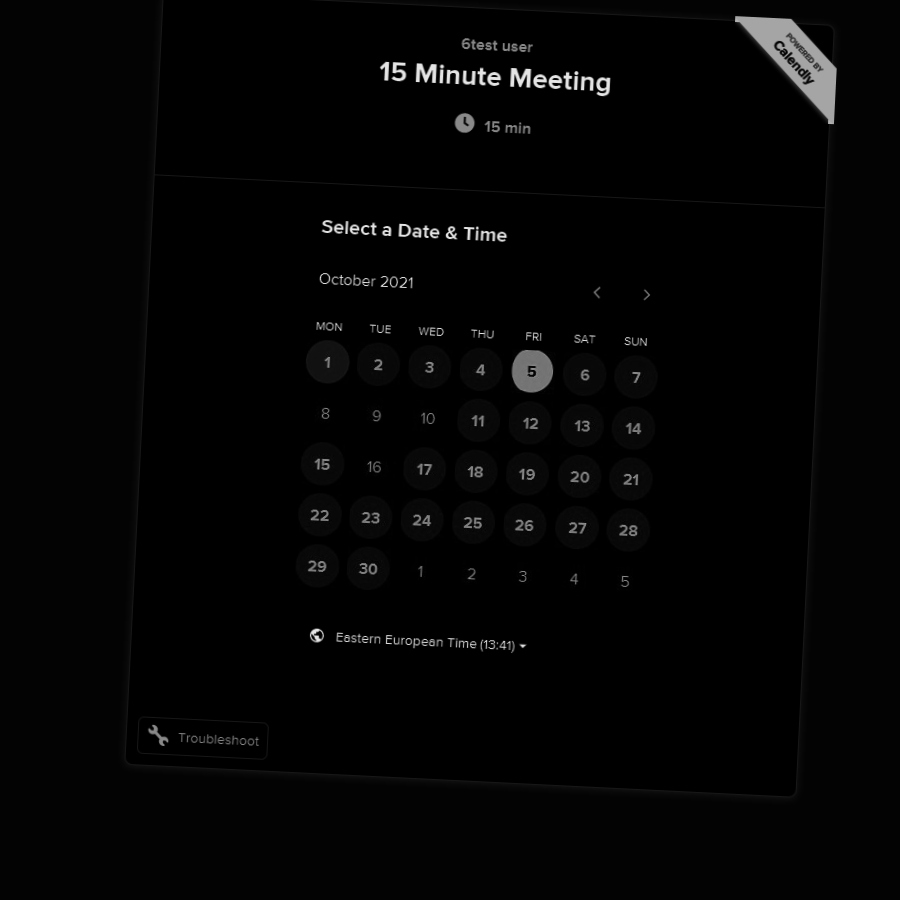 6test user
15 Minute Meeting
15 min
POWERED BY
Calendly
Select a Date & Time
October 2021
MON TUE WED THU FRI SAT SUN
1 2 3 4 5 6 7
8 9 10 11 12 13 14
15 16 17 18 19 20 21
22 23 24 25 26 27 28
29 30 1 2 3 4 5
Eastern European Time (13:41)
Troubleshoot